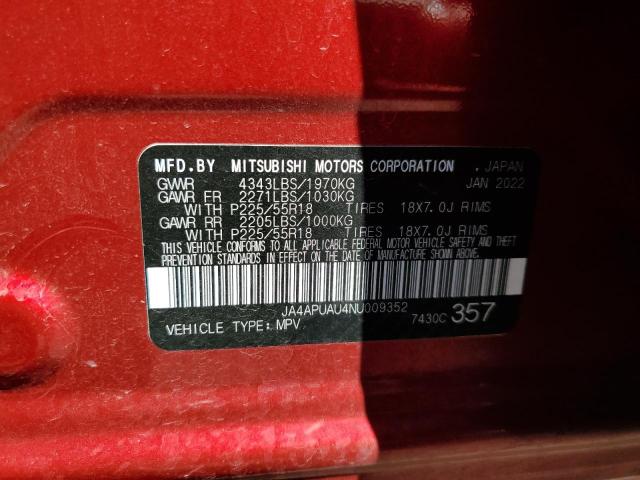 MFD.BY MITSUBISHI MOTORS CORPORATION . JAPAN
GVWR 4343LBS/1970KG JAN 2022
GAWR FR 2271LBS/1030KG
WITH P225/55R18 TIRES 18X7.0J RIMS
GAWR RR 2205LBS/1000KG
WITH P225/55R18 TIRES 18X7.0J RIMS
THIS VEHICLE CONFORMS TO ALL APPLICABLE FEDERAL MOTOR VEHICLE SAFETY AND THEFT
PREVENTION STANDARDS IN EFFECT ON THE DATE OF MANUFACTURE SHOWN ABOVE.
JA4APUAU4NU009352
VEHICLE TYPE: MPV 7430C 357